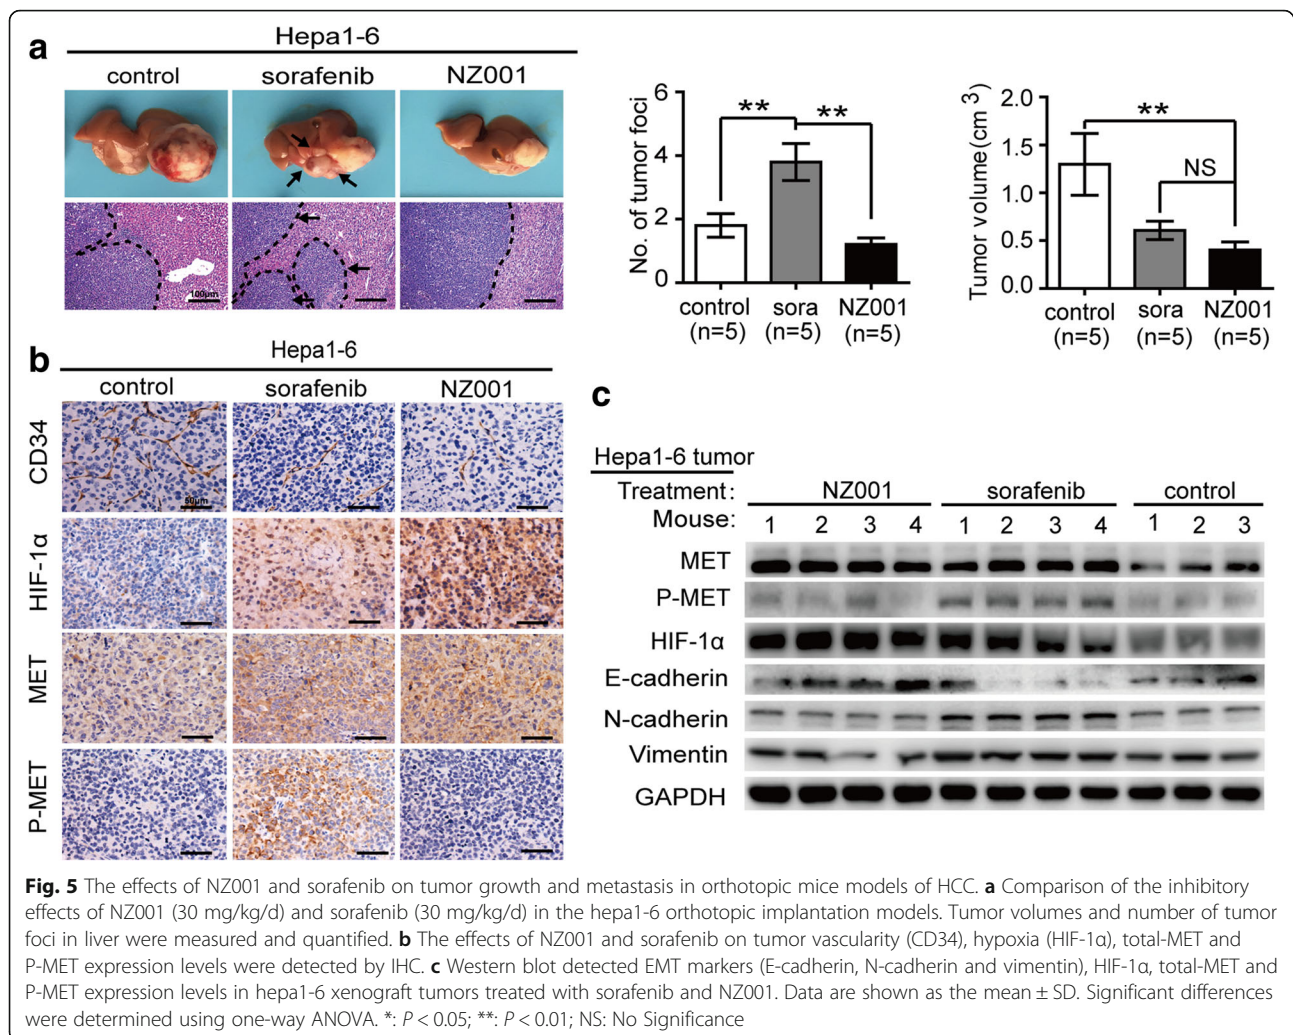 a
Hepa1-6
control sorafenib NZ001
100μm
No. of tumor foci
6
4
2
0
** **
control sora NZ001
(n=5) (n=5) (n=5)
Tumor volume(cm³)
2.0
1.5
1.0
0.5
0.0
**
NS
control sora NZ001
(n=5) (n=5) (n=5)
b
Hepa1-6
control sorafenib NZ001
CD34
50μm
HIF-1α
MET
P-MET
c
Hepa1-6 tumor
Treatment: NZ001 sorafenib control
Mouse: 1 2 3 4 1 2 3 4 1 2 3
MET
P-MET
HIF-1α
E-cadherin
N-cadherin
Vimentin
GAPDH
Fig. 5 The effects of NZ001 and sorafenib on tumor growth and metastasis in orthotopic mice models of HCC. a Comparison of the inhibitory
effects of NZ001 (30 mg/kg/d) and sorafenib (30 mg/kg/d) in the hepa1-6 orthotopic implantation models. Tumor volumes and number of tumor
foci in liver were measured and quantified. b The effects of NZ001 and sorafenib on tumor vascularity (CD34), hypoxia (HIF-1α), total-MET and
P-MET expression levels were detected by IHC. c Western blot detected EMT markers (E-cadherin, N-cadherin and vimentin), HIF-1α, total-MET and
P-MET expression levels in hepa1-6 xenograft tumors treated with sorafenib and NZ001. Data are shown as the mean ± SD. Significant differences
were determined using one-way ANOVA. *: P < 0.05; **: P < 0.01; NS: No Significance